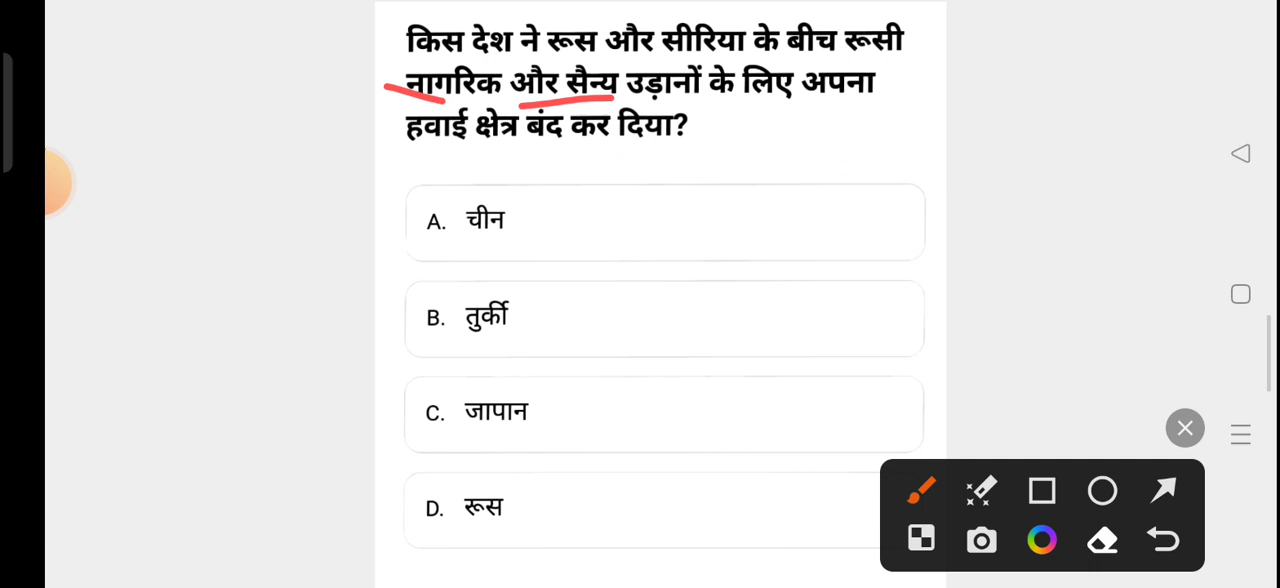 किस देश ने रूस और सीरिया के बीच रूसी
नागरिक और सैन्य उड़ानों के लिए अपना
हवाई क्षेत्र बंद कर दिया?
A. चीन
B. तुर्की
C. जापान
D. रूस